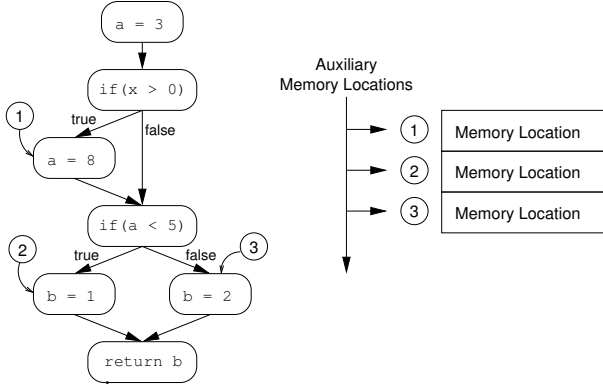 a = 3
if(x > 0)
true
false
1
a = 8
if(a < 5)
true
false
2
3
b = 1
b = 2
return b
Auxiliary
Memory Locations
1 Memory Location
2 Memory Location
3 Memory Location